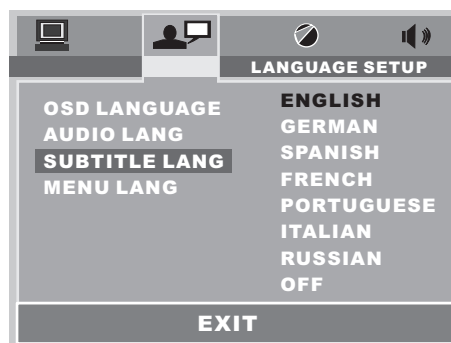 LANGUAGE SETUP
OSD LANGUAGE
AUDIO LANG
SUBTITLE LANG
MENU LANG
ENGLISH
GERMAN
SPANISH
FRENCH
PORTUGUESE
ITALIAN
RUSSIAN
OFF
EXIT